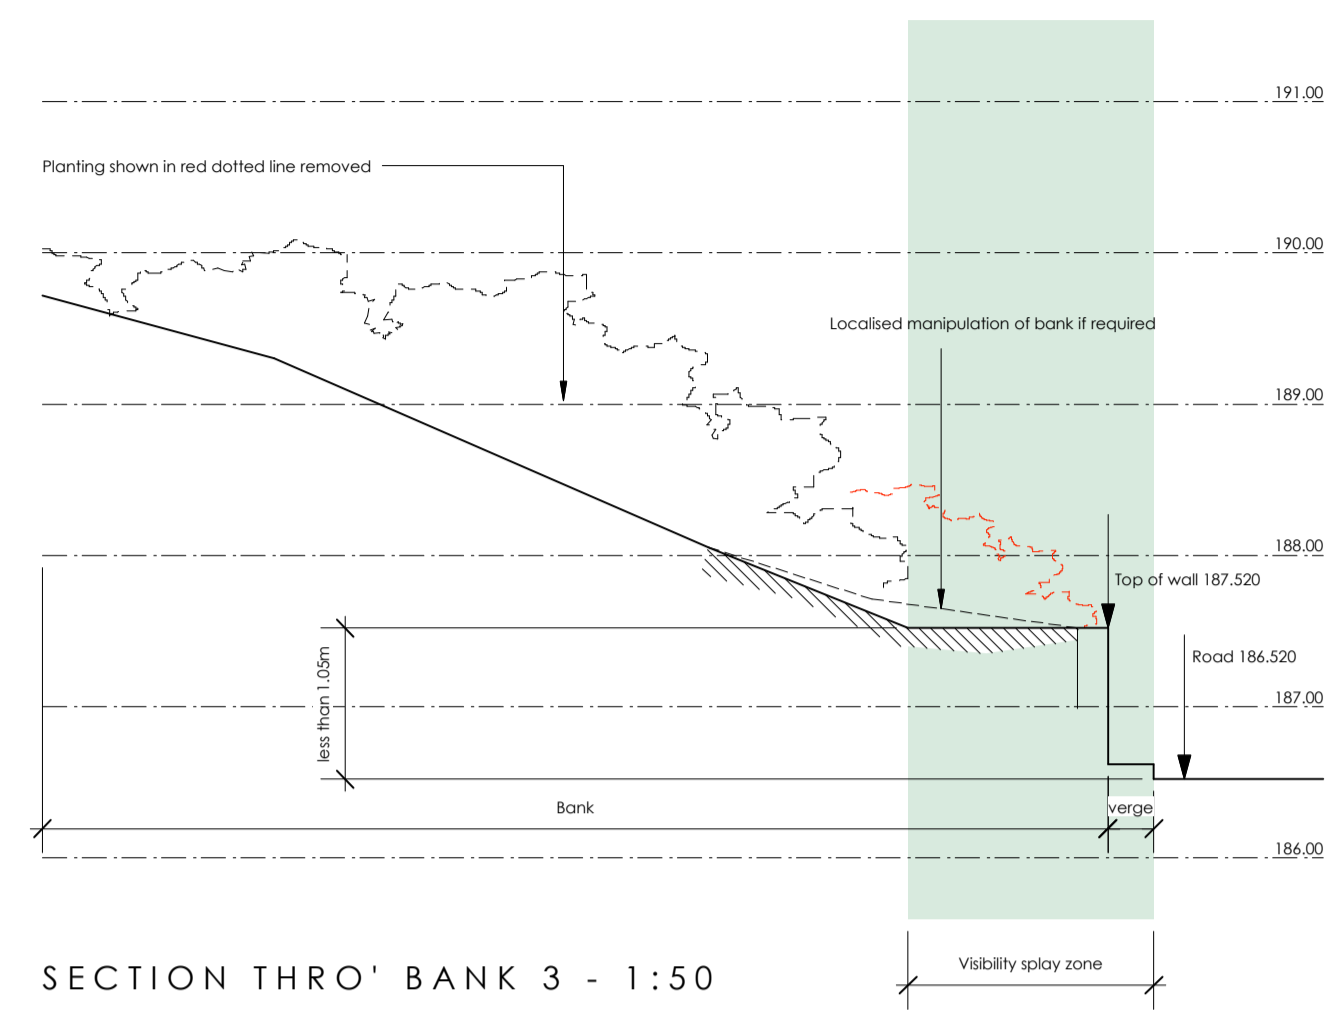 191.00
Planting shown in red dotted line removed
190.00
Localised manipulation of bank if required
189.00
188.00
Top of wall 187.520
less than 1.05m
Road 186.520
187.00
Bank
verge
186.00
Visibility splay zone
SECTION THRO' BANK 3 - 1:50